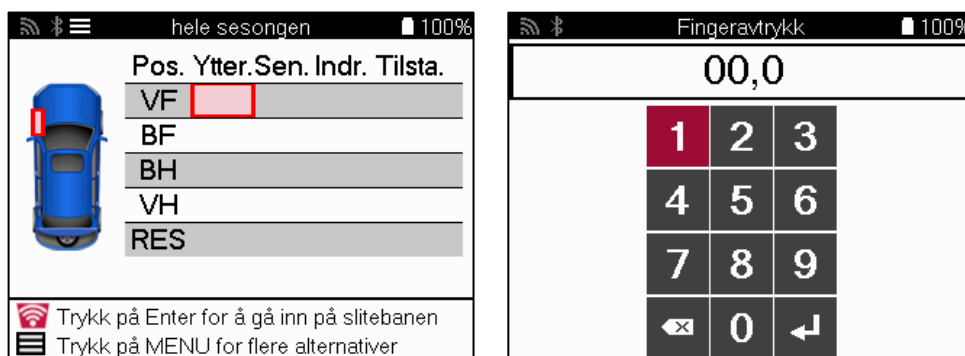 hele sesongen 100%
Pos. Ytter. Sen. Indr. Tilsta.
VF
BF
BH
VH
RES
Trykk på Enter for å gå inn på slitebanen
Trykk på MENU for flere alternativer
Fingeravtrykk 100%
00,0
1 2 3
4 5 6
7 8 9
0